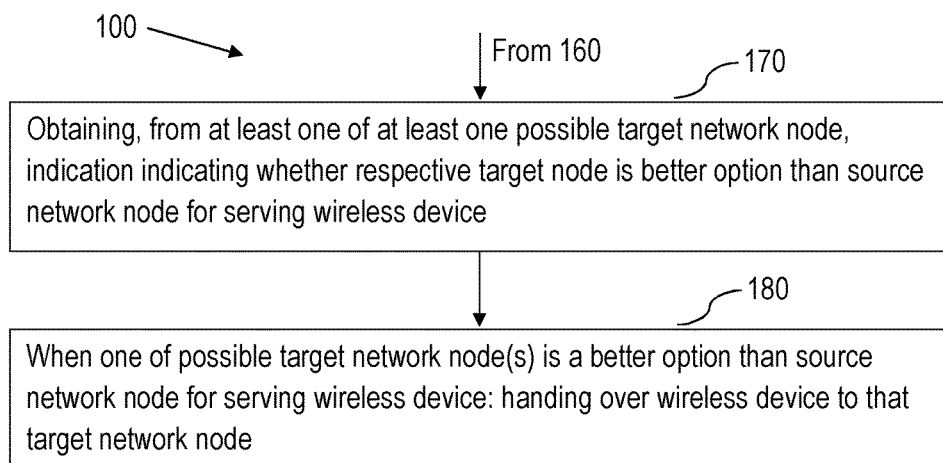 100
From 160
170
Obtaining, from at least one of at least one possible target network node,
indication indicating whether respective target node is better option than source
network node for serving wireless device
180
When one of possible target network node(s) is a better option than source
network node for serving wireless device: handing over wireless device to that
target network node